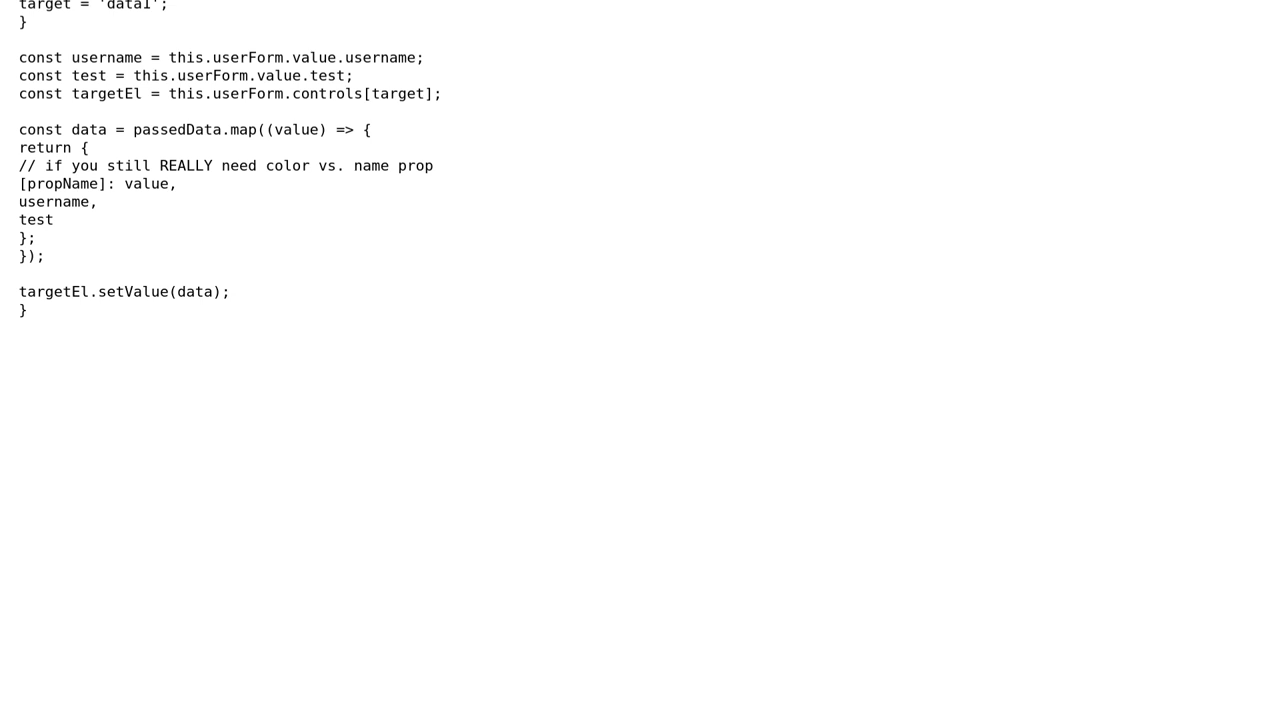 target = 'data1';
}

const username = this.userForm.value.username;
const test = this.userForm.value.test;
const targetEl = this.userForm.controls[target];

const data = passedData.map((value) => {
return {
// if you still REALLY need color vs. name prop
[propName]: value,
username,
test
};
});

targetEl.setValue(data);
}